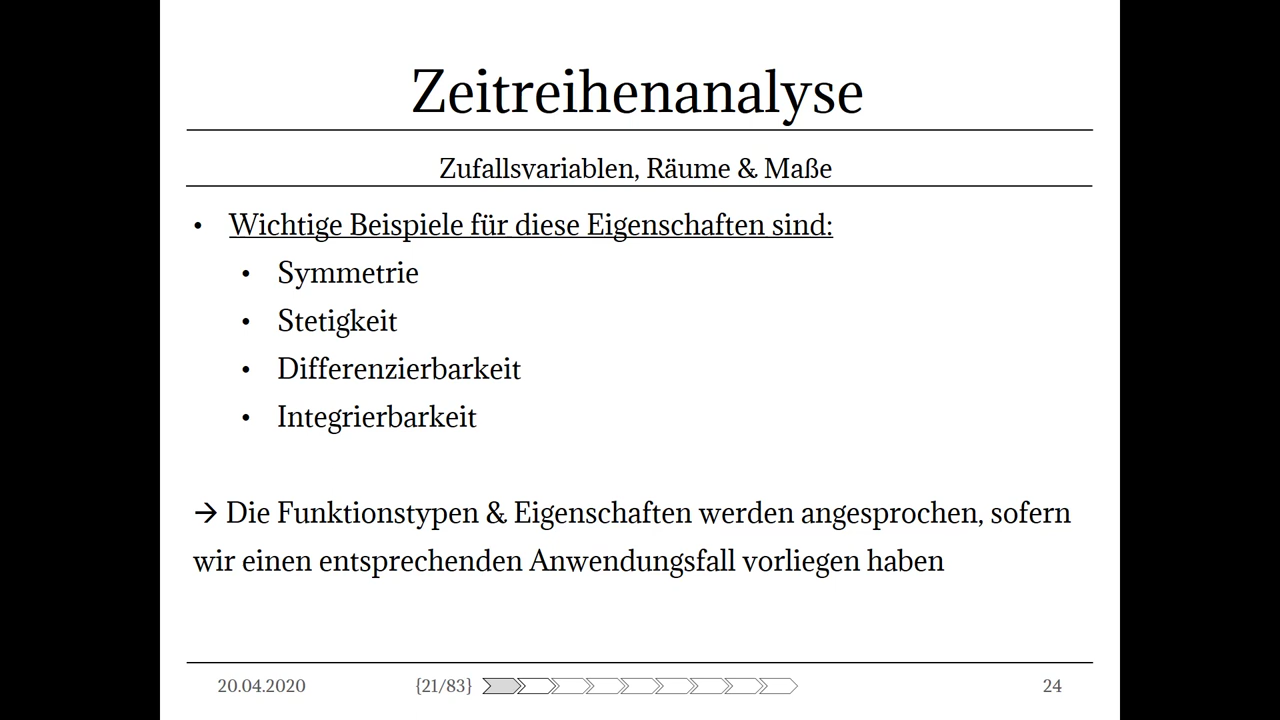 Zeitreihenanalyse
Zufallsvariablen, Räume & Maße
• Wichtige Beispiele für diese Eigenschaften sind:
• Symmetrie
• Stetigkeit
• Differenzierbarkeit
• Integrierbarkeit
→ Die Funktionstypen & Eigenschaften werden angesprochen, sofern
wir einen entsprechenden Anwendungsfall vorliegen haben
20.04.2020 {21/83} 24